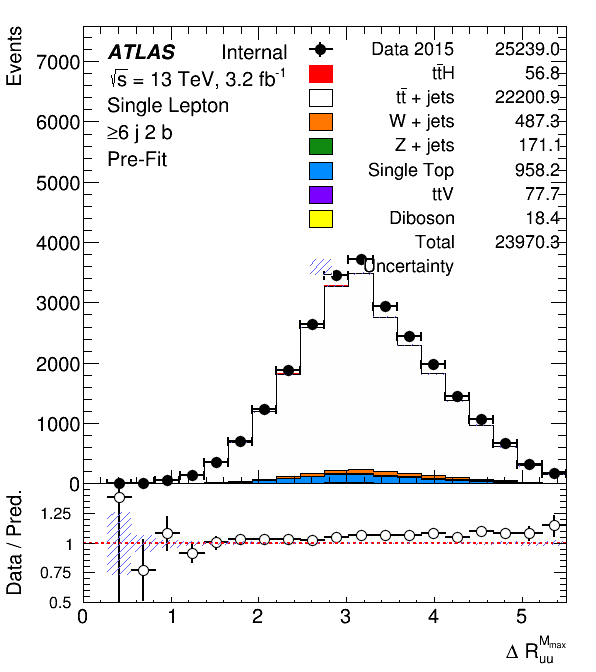 ATLAS Internal
√s = 13 TeV, 3.2 fb⁻¹
Single Lepton
≥6 j 2 b
Pre-Fit
Data 2015 25239.0
tt̄H 56.8
tt̄ + jets 22200.9
W + jets 487.3
Z + jets 171.1
Single Top 958.2
ttV 77.7
Diboson 18.4
Total 23970.3
Uncertainty
Events
7000
6000
5000
4000
3000
2000
1000
0
Data / Pred.
1.25
1
0.75
0.5
0 1 2 3 4 5
Δ R_uu^M_max